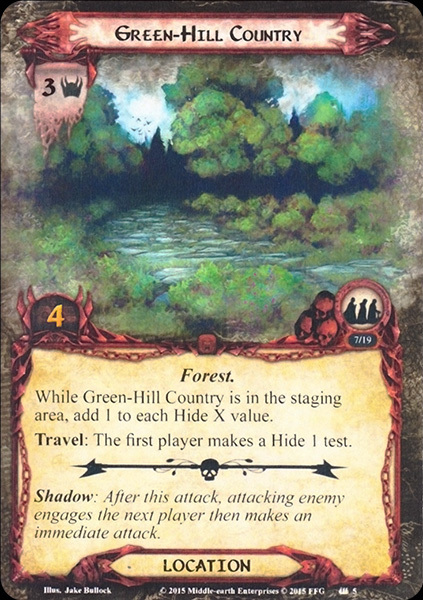 Green-Hill Country
3
4
7/19
Forest.
While Green-Hill Country is in the staging
area, add 1 to each Hide X value.
Travel: The first player makes a Hide 1 test.
Shadow: After this attack, attacking enemy
engages the next player then makes an
immediate attack.
LOCATION
Illus. Jake Bullock © 2015 Middle-earth Enterprises © 2015 FFG 5